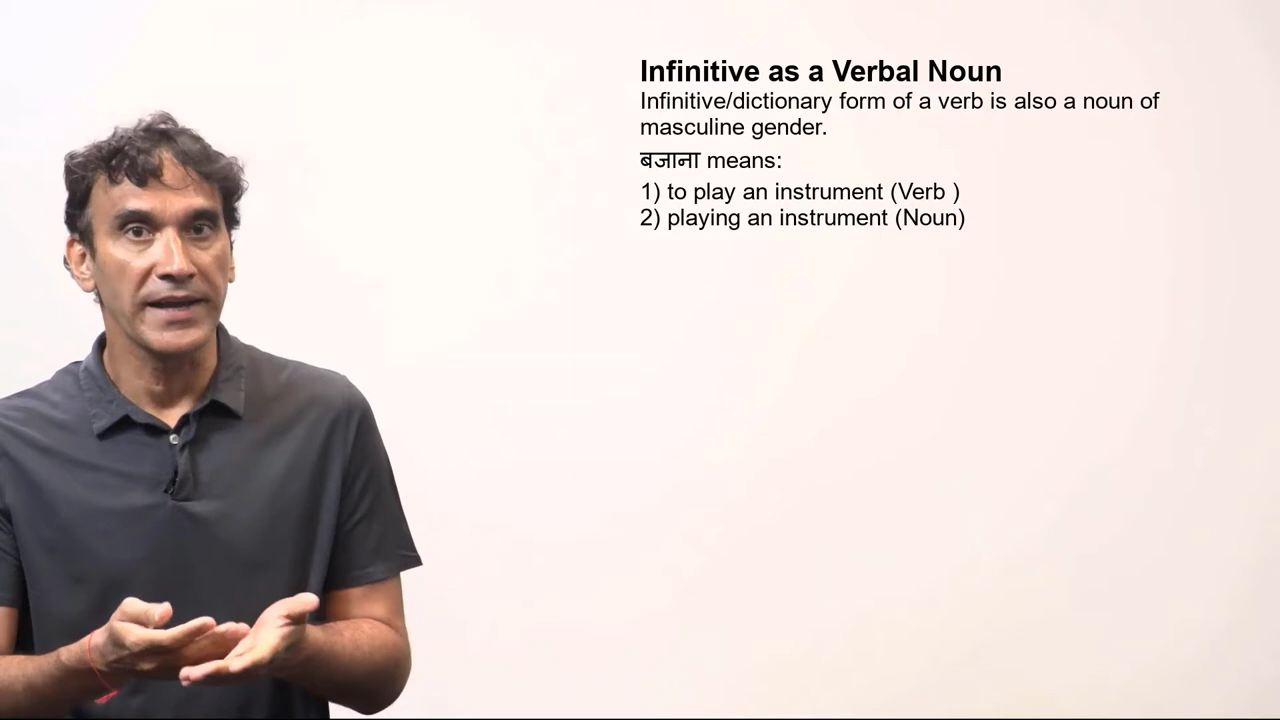 Infinitive as a Verbal Noun
Infinitive/dictionary form of a verb is also a noun of
masculine gender.
बजाना means:
1) to play an instrument (Verb )
2) playing an instrument (Noun)